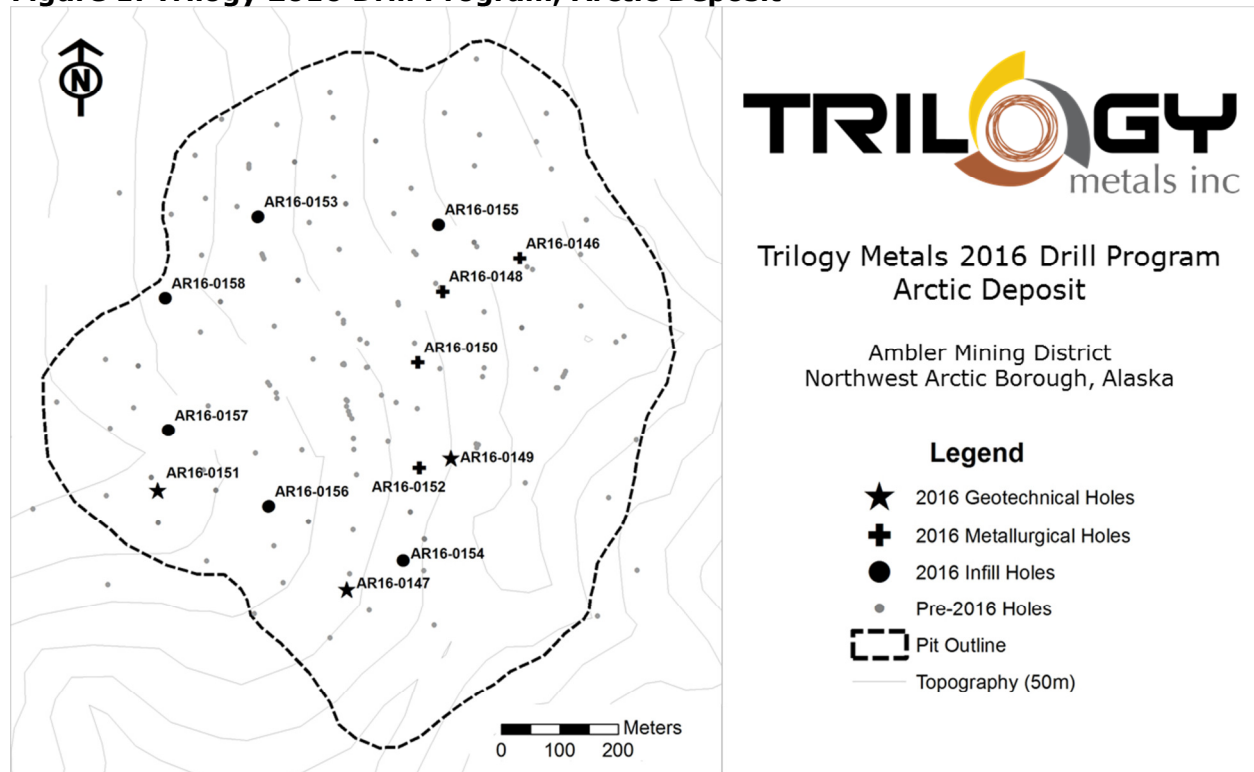 N
AR16-0153
AR16-0155
AR16-0146
AR16-0148
AR16-0158
AR16-0150
AR16-0157
AR16-0149
AR16-0151
AR16-0152
AR16-0156
AR16-0154
AR16-0147
Meters
0 100 200
TRILOGY
metals inc
Trilogy Metals 2016 Drill Program
Arctic Deposit
Ambler Mining District
Northwest Arctic Borough, Alaska
Legend
2016 Geotechnical Holes
2016 Metallurgical Holes
2016 Infill Holes
Pre-2016 Holes
Pit Outline
Topography (50m)